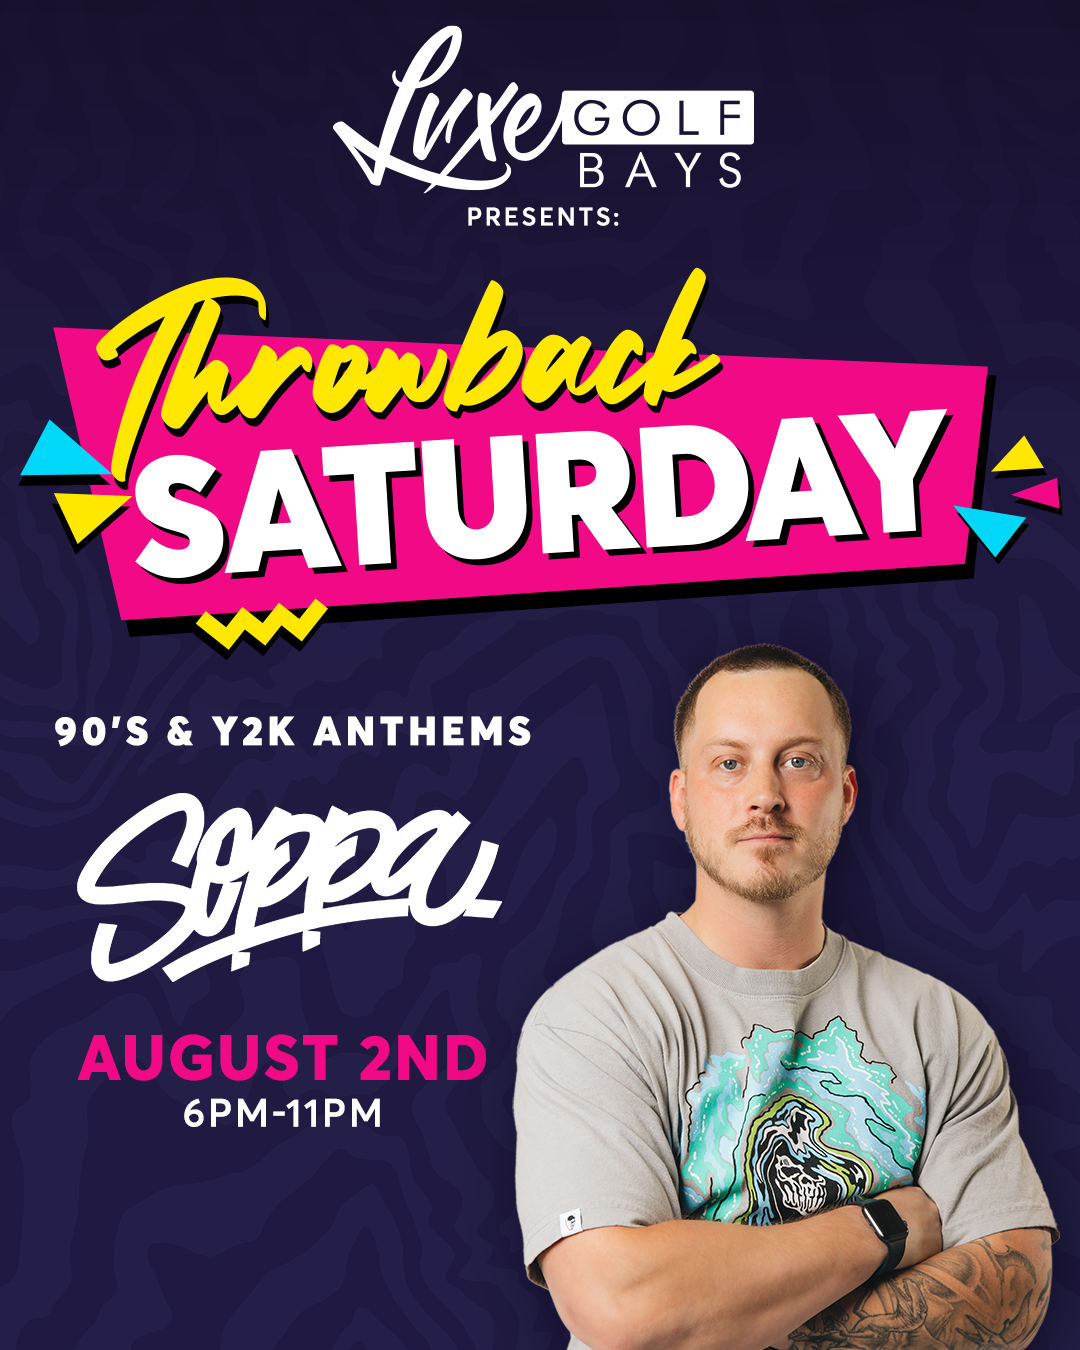 Luxe GOLF
BAYS
PRESENTS:
Throwback
SATURDAY
90'S & Y2K ANTHEMS
Soppa
AUGUST 2ND
6PM-11PM